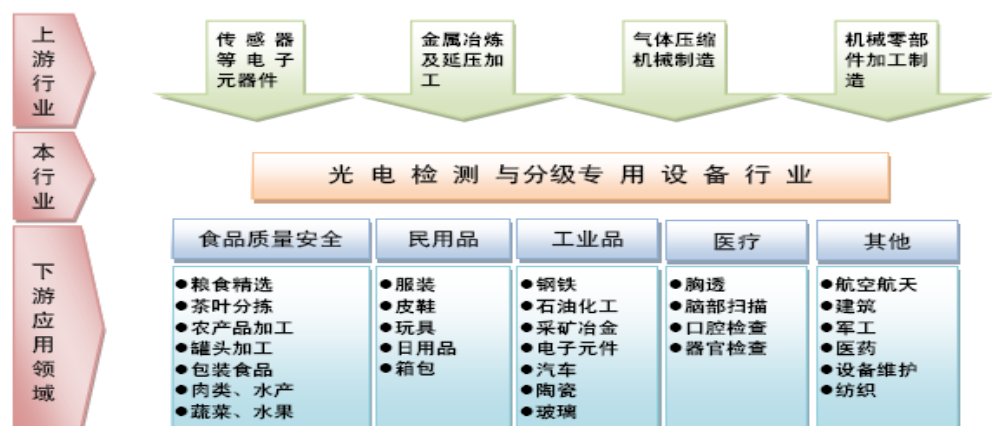 上游行业
传感器
等电子
元器件
金属冶炼
及延压加
工
气体压缩
机械制造
机械零部
件加工制
造
本行业
光电检测与分级专用设备行业
下游应用领域
食品质量安全
●粮食精选
●茶叶分拣
●农产品加工
●罐头加工
●包装食品
●肉类、水产
●蔬菜、水果
民用品
●服装
●皮鞋
●玩具
●日用品
●箱包
工业品
●钢铁
●石油化工
●采矿冶金
●电子元件
●汽车
●陶瓷
●玻璃
医疗
●胸透
●脑部扫描
●口腔检查
●器官检查
其他
●航空航天
●建筑
●军工
●医药
●设备维护
●纺织